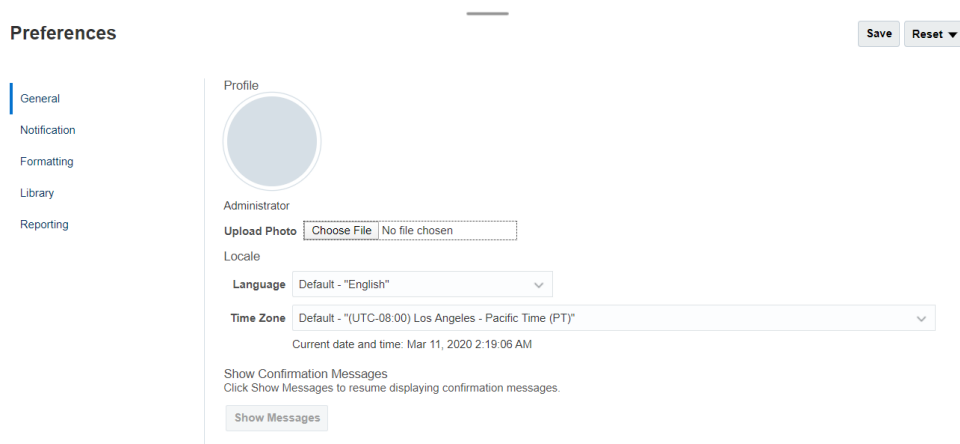 Preferences
Save
Reset
General
Notification
Formatting
Library
Reporting
Profile
Administrator
Upload Photo Choose File No file chosen
Locale
Language Default - "English"
Time Zone Default - "(UTC-08:00) Los Angeles - Pacific Time (PT)"
Current date and time: Mar 11, 2020 2:19:06 AM
Show Confirmation Messages
Click Show Messages to resume displaying confirmation messages.
Show Messages